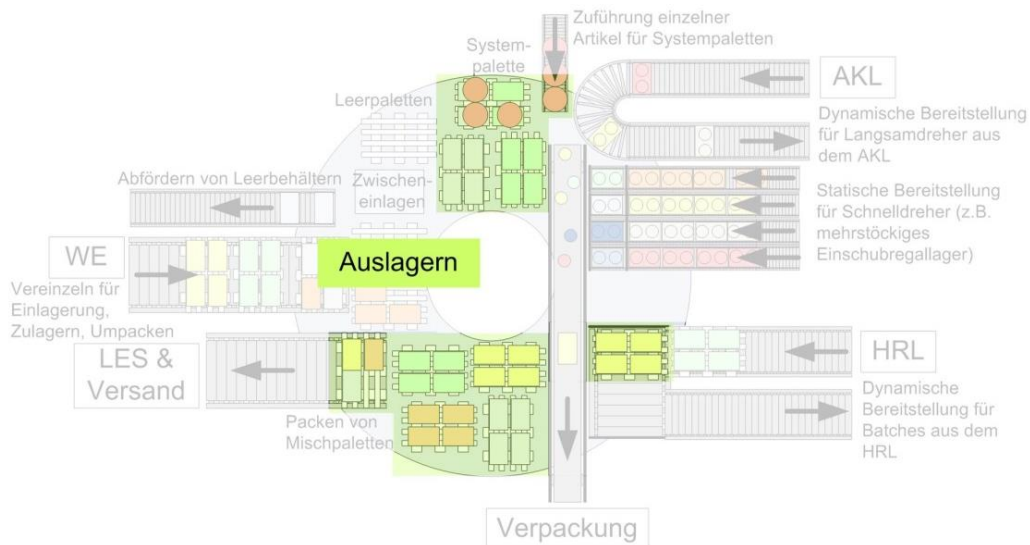 Zuführung einzelner
Artikel für Systempaletten
System-
palette
AKL
Leerpaletten
Dynamische Bereitstellung
für Langsamdreher aus
dem AKL
Abfördern von Leerbehältern
Zwischen-
einlagen
Statische Bereitstellung
für Schnelldreher (z.B.
mehrstöckiges
Einschubregallager)
WE
Auslagern
Vereinzeln für
Einlagerung,
Zulagern, Umpacken
LES &
Versand
HRL
Packen von
Mischpaletten
Dynamische
Bereitstellung für
Batches aus dem
HRL
Verpackung